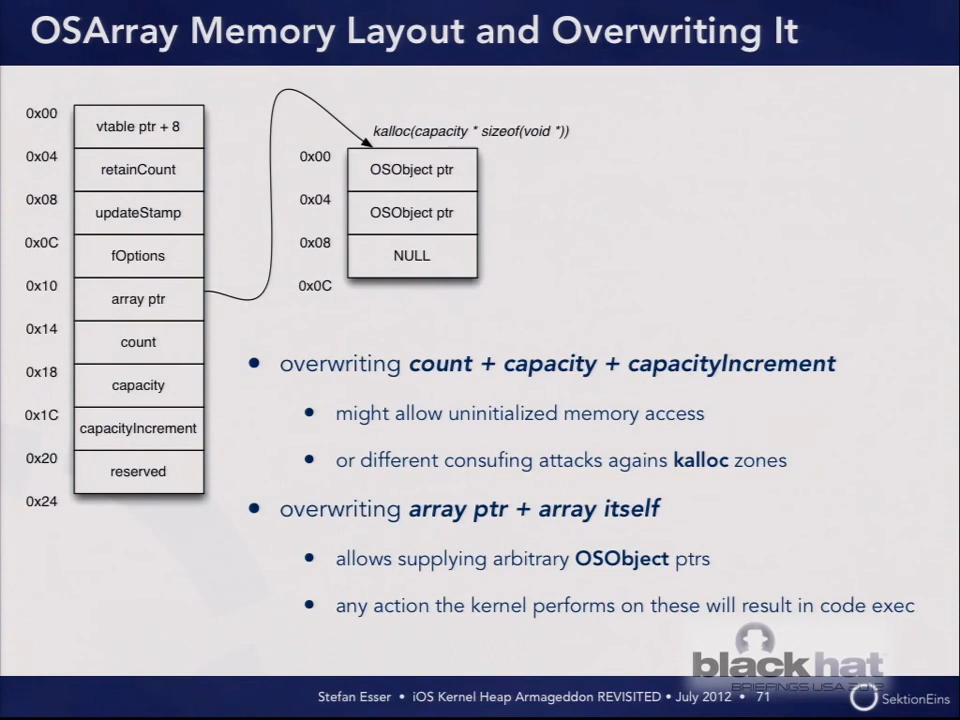 OSArray Memory Layout and Overwriting It
0x00
vtable ptr + 8
0x04
retainCount
0x08
updateStamp
0x0C
fOptions
0x10
array ptr
0x14
count
0x18
capacity
0x1C
capacityIncrement
0x20
reserved
0x24
kalloc(capacity * sizeof(void *))
0x00
OSObject ptr
0x04
OSObject ptr
0x08
NULL
0x0C
• overwriting count + capacity + capacityIncrement
• might allow uninitialized memory access
• or different consufing attacks agains kalloc zones
• overwriting array ptr + array itself
• allows supplying arbitrary OSObject ptrs
• any action the kernel performs on these will result in code exec
black hat
BRIEFINGS USA 2012
Stefan Esser • iOS Kernel Heap Armageddon REVISITED • July 2012 • 71
SektionEins